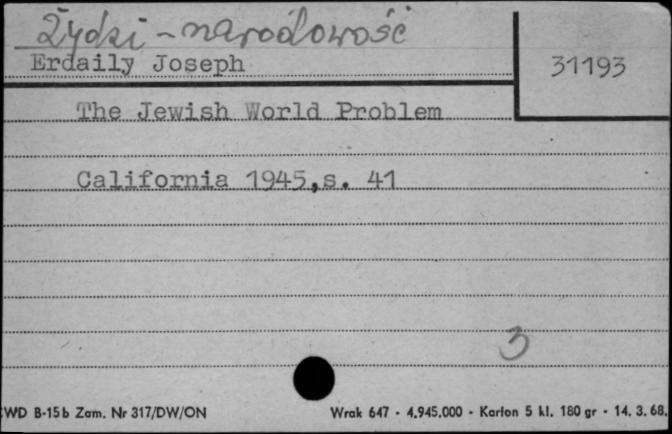 Żydzi - narodowość
Erdaily Joseph
31193
The Jewish World Problem
California 1945,s. 41
3
CWD B-15b Zam. Nr 317/DW/ON
Wrak 647 - 4.945.000 - Karton 5 kl. 180 gr - 14. 3. 68.